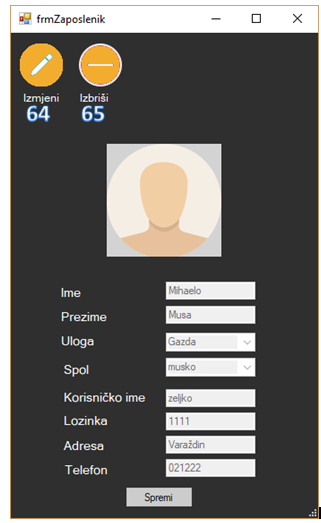 frmZaposlenik
Izmjeni Izbriši
64 65
Ime Mihaelo
Prezime Musa
Uloga Gazda
Spol musko
Korisničko ime zeljko
Lozinka 1111
Adresa Varaždin
Telefon 021222
Spremi